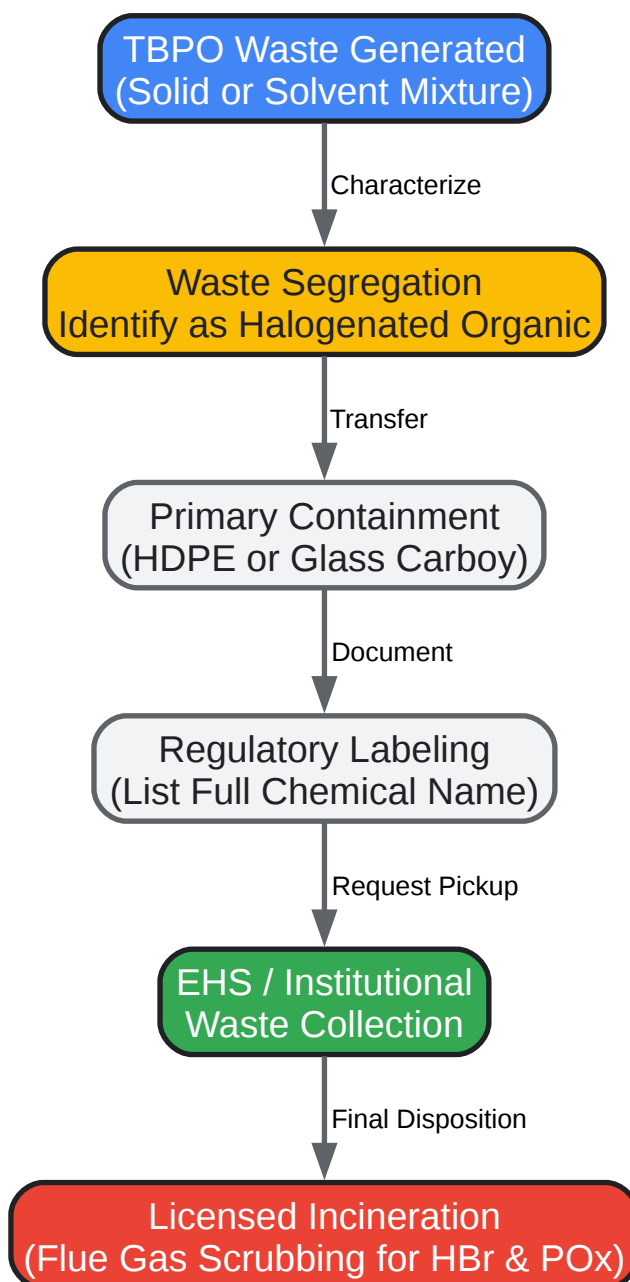 TBPO Waste Generated
(Solid or Solvent Mixture)
Characterize
Waste Segregation
Identify as Halogenated Organic
Transfer
Primary Containment
(HDPE or Glass Carboy)
Document
Regulatory Labeling
(List Full Chemical Name)
Request Pickup
EHS / Institutional
Waste Collection
Final Disposition
Licensed Incineration
(Flue Gas Scrubbing for HBr & POx)